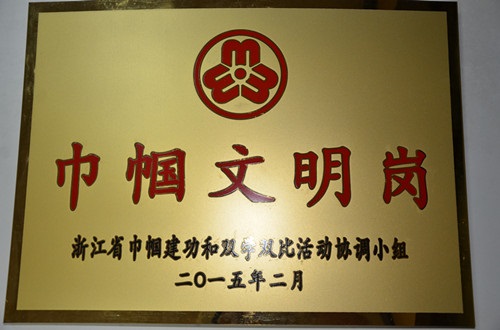 巾帼文明岗
浙江省巾帼建功和双学双比活动协调小组
二〇一五年二月